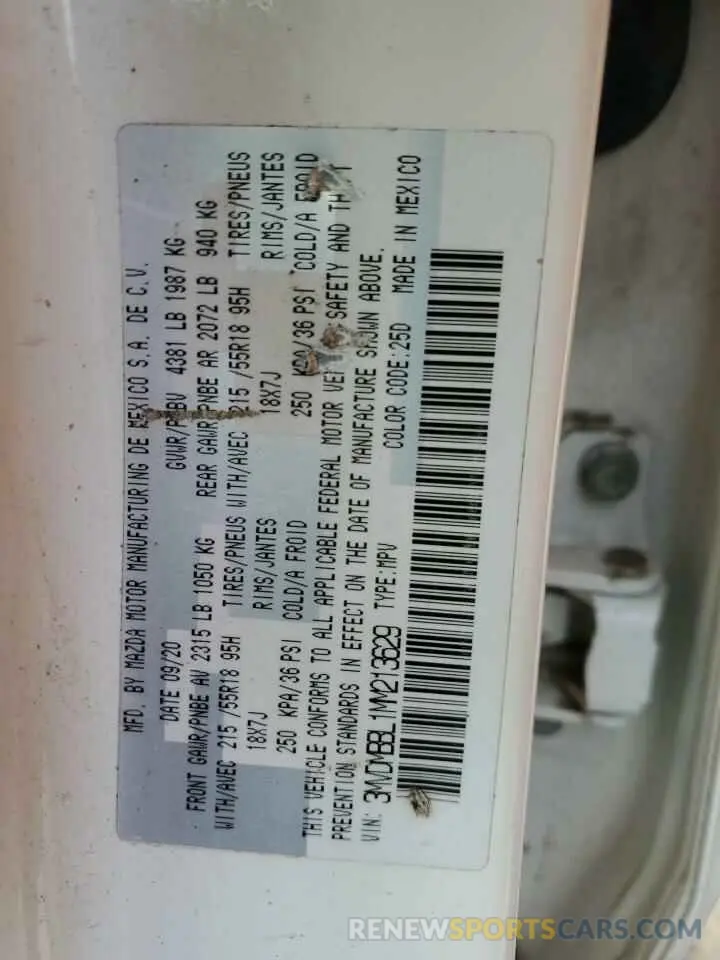 MFD. BY MAZDA MOTOR MANUFACTURING DE MEXICO S.A. DE C.V.
DATE 09/20 GVWR/PNBV 4381 LB 1987 KG
FRONT GAWR/PNBE AV 2315 LB 1050 KG REAR GAWR/PNBE AR 2072 LB 940 KG
WITH/AVEC 215 /55R18 95H TIRES/PNEUS WITH/AVEC 215 /55R18 95H TIRES/PNEUS
18X7J RIMS/JANTES 18X7J RIMS/JANTES
250 KPA/36 PSI COLD/A FROID 250 KPA/36 PSI COLD/A FROID
THIS VEHICLE CONFORMS TO ALL APPLICABLE FEDERAL MOTOR SAFETY AND
PREVENTION STANDARDS IN EFFECT ON THE DATE OF MANUFACTURE SHOWN ABOVE.
VIN: 3MVDMBBL1MM213629 TYPE:MPV COLOR CODE:25D MADE IN MEXICO
RENEWSPORTSCARS.COM